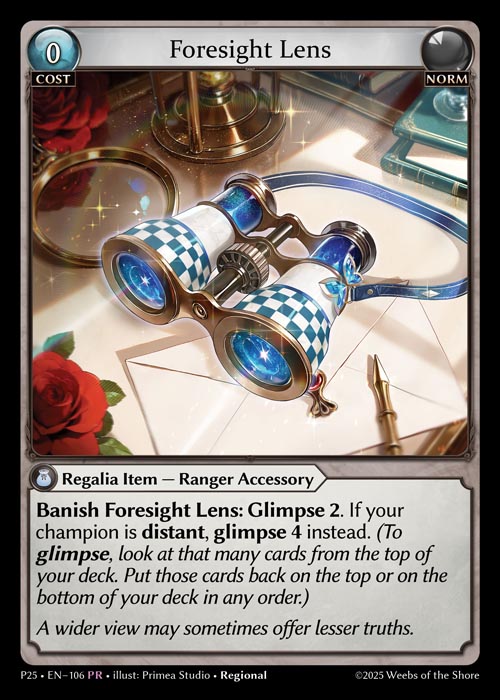 0
Foresight Lens
COST
NORM
Regalia Item — Ranger Accessory
Banish Foresight Lens: Glimpse 2. If your
champion is distant, glimpse 4 instead. (To
glimpse, look at that many cards from the top of
your deck. Put those cards back on the top or on the
bottom of your deck in any order.)
A wider view may sometimes offer lesser truths.
P25 • EN–106 PR • illust: Primea Studio • Regional
©2025 Weebs of the Shore